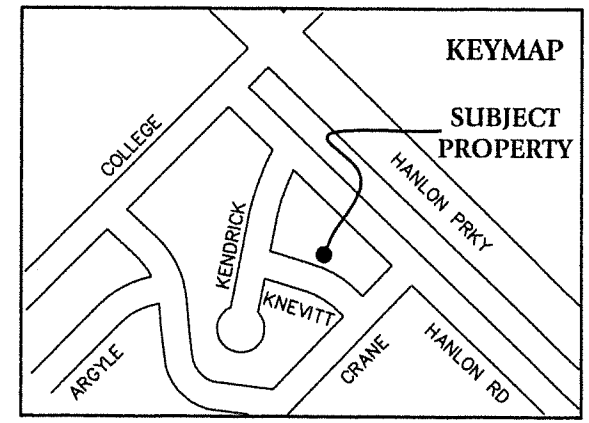 KEYMAP
SUBJECT
PROPERTY
COLLEGE
HANLON PRKY
KENDRICK
KNEVITT
ARGYLE
CRANE
HANLON RD